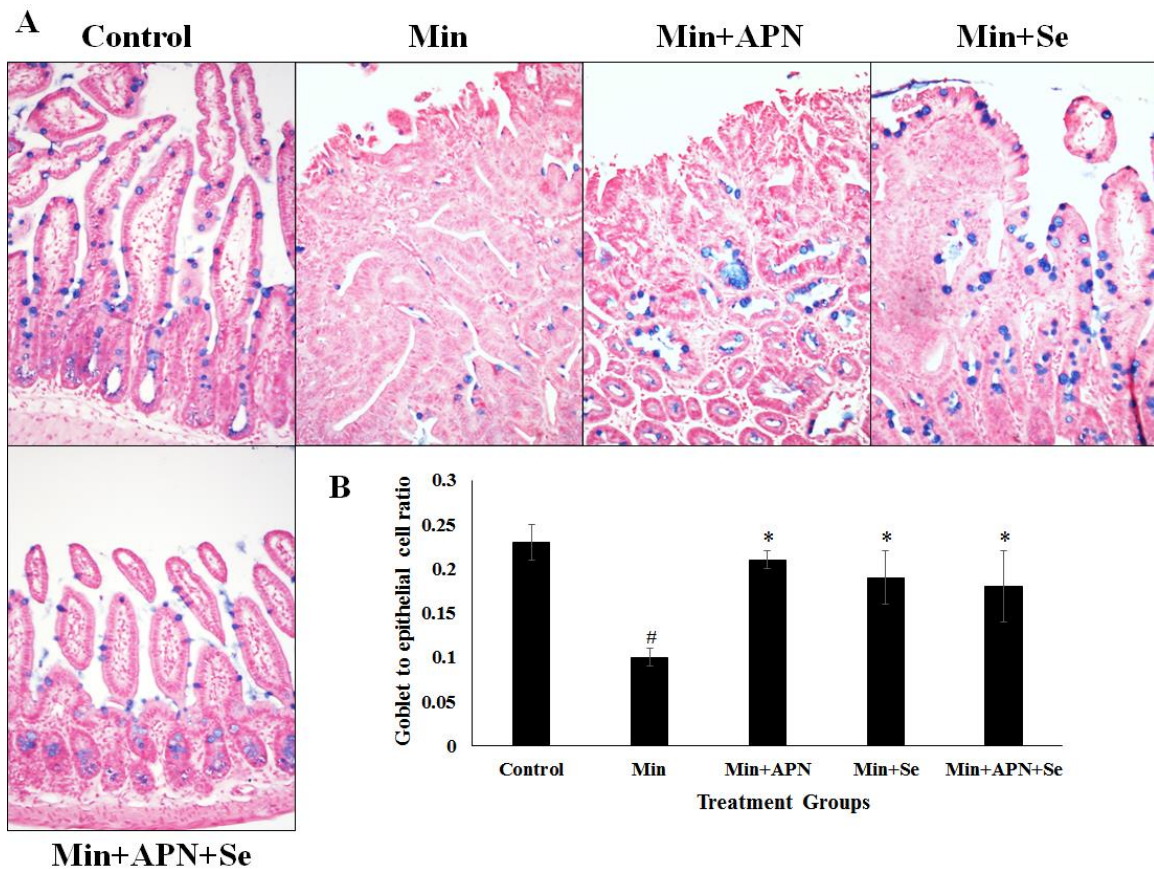 A
Control
Min
Min+APN
Min+Se
Min+APN+Se
B
Goblet to epithelial cell ratio
0.3
0.25
0.2
0.15
0.1
0.05
0
#
*
*
*
Control
Min
Min+APN
Min+Se
Min+APN+Se
Treatment Groups